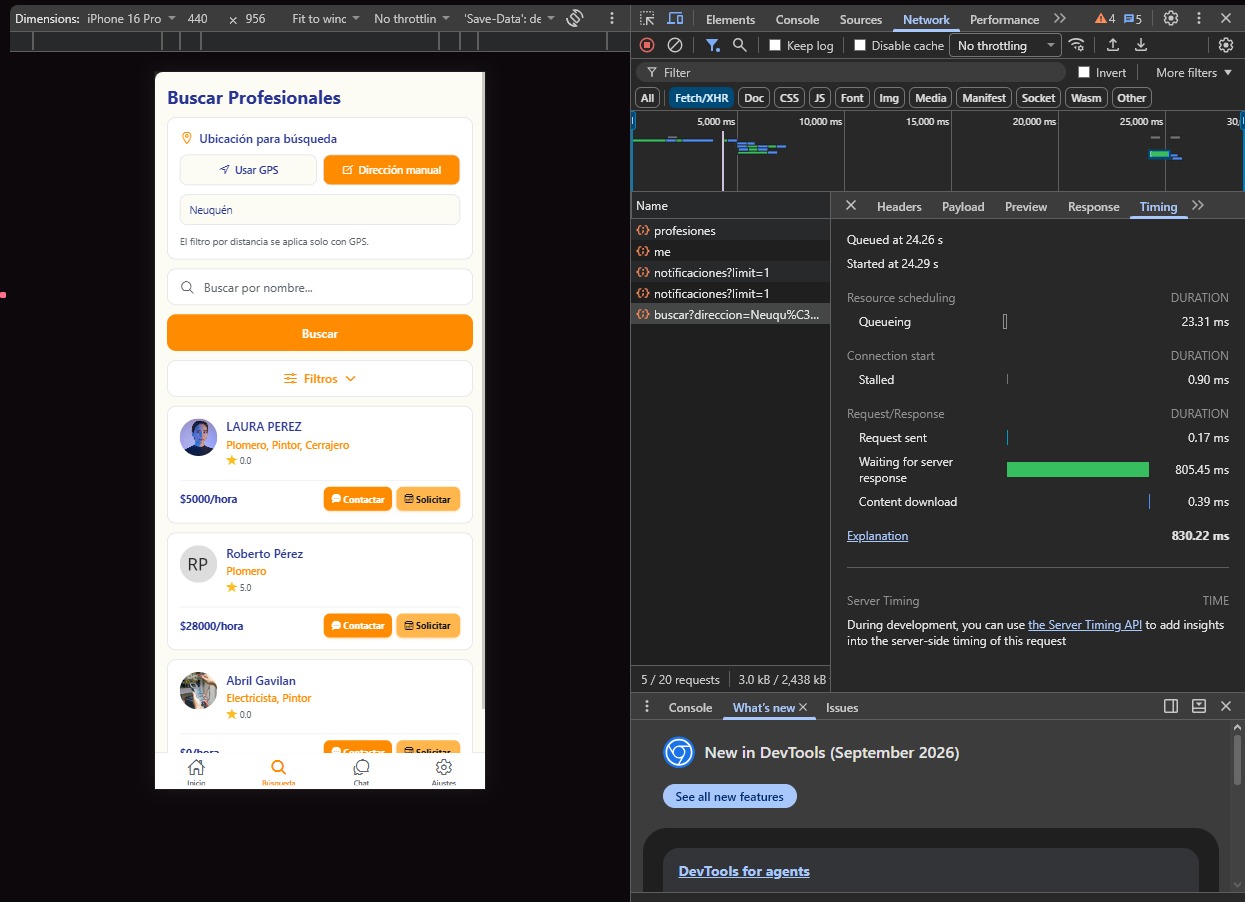 Dimensions: iPhone 16 Pro 440 × 956 Fit to winc No throttlin 'Save-Data': de
Buscar Profesionales
Ubicación para búsqueda
Usar GPS
Dirección manual
Neuquén
El filtro por distancia se aplica solo con GPS.
Buscar por nombre...
Buscar
Filtros
LAURA PEREZ
Plomero, Pintor, Cerrajero
0.0
$5000/hora
Contactar
Solicitar
RP
Roberto Pérez
Plomero
5.0
$28000/hora
Contactar
Solicitar
Abril Gavilan
Electricista, Pintor
0.0
$0/hora
Contactar
Solicitar
Inicio
Búsqueda
Chat
Ajustes
Elements Console Sources Network Performance 4 5
Keep log Disable cache No throttling
Filter Invert More filters
All Fetch/XHR Doc CSS JS Font Img Media Manifest Socket Wasm Other
5,000 ms 10,000 ms 15,000 ms 20,000 ms 25,000 ms 30,
Name
profesiones
me
notificaciones?limit=1
notificaciones?limit=1
buscar?direccion=Neuqu%C3...
5 / 20 requests 3.0 kB / 2,438 kB
Headers Payload Preview Response Timing
Queued at 24.26 s
Started at 24.29 s
Resource scheduling DURATION
Queueing 23.31 ms
Connection start DURATION
Stalled 0.90 ms
Request/Response DURATION
Request sent 0.17 ms
Waiting for server
response 805.45 ms
Content download 0.39 ms
Explanation 830.22 ms
Server Timing TIME
During development, you can use the Server Timing API to add insights
into the server-side timing of this request
Console What's new Issues
New in DevTools (September 2026)
See all new features
DevTools for agents